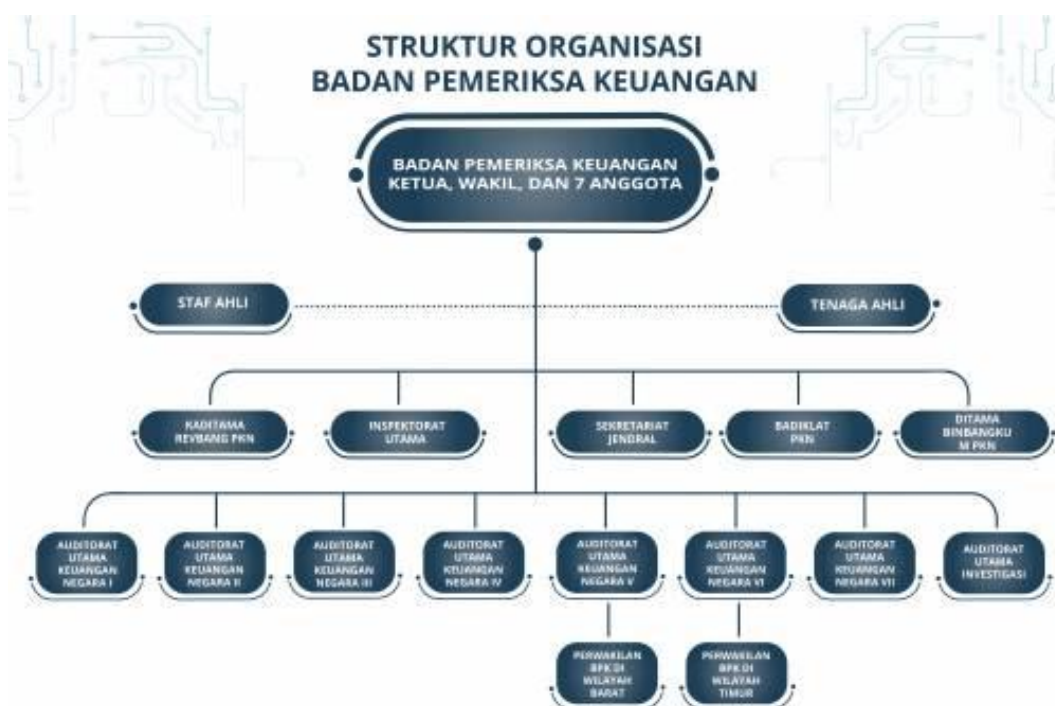 STRUKTUR ORGANISASI
BADAN PEMERIKSA KEUANGAN
BADAN PEMERIKSA KEUANGAN
KETUA, WAKIL, DAN 7 ANGGOTA
STAF AHLI
TENAGA AHLI
KADITAMA
REVBANG PKN
INSPEKTORAT
UTAMA
SEKRETARIAT
JENDRAL
BADIKLAT
PKN
DITAMA
BINBANGKU
M PKN
AUDITORAT
UTAMA
KEUANGAN
NEGARA I
AUDITORAT
UTAMA
KEUANGAN
NEGARA II
AUDITORAT
UTAMA
KEUANGAN
NEGARA III
AUDITORAT
UTAMA
KEUANGAN
NEGARA IV
AUDITORAT
UTAMA
KEUANGAN
NEGARA V
AUDITORAT
UTAMA
KEUANGAN
NEGARA VI
AUDITORAT
UTAMA
KEUANGAN
NEGARA VII
AUDITORAT
UTAMA
INVESTIGASI
PERWAKILAN
BPK DI
WILAYAH
BARAT
PERWAKILAN
BPK DI
WILAYAH
TIMUR